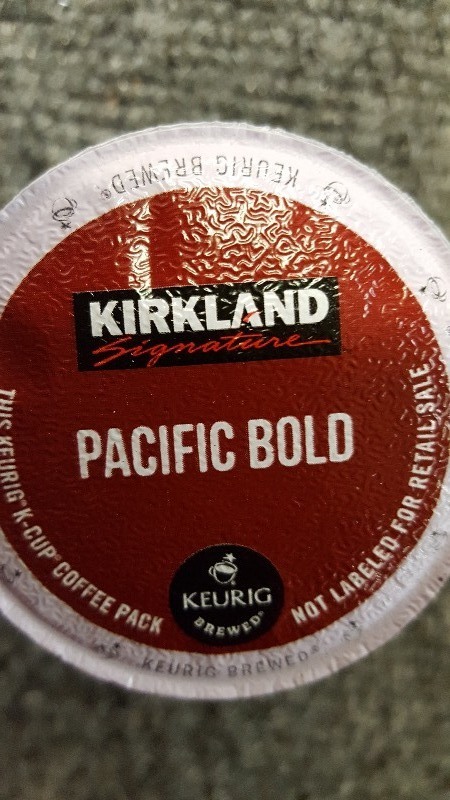 KEURIG BREWED®
KIRKLAND
Signature
PACIFIC BOLD
THIS KEURIG® K-CUP® COFFEE PACK
NOT LABELED FOR RETAIL SALE
KEURIG
BREWED®
KEURIG BREWED®